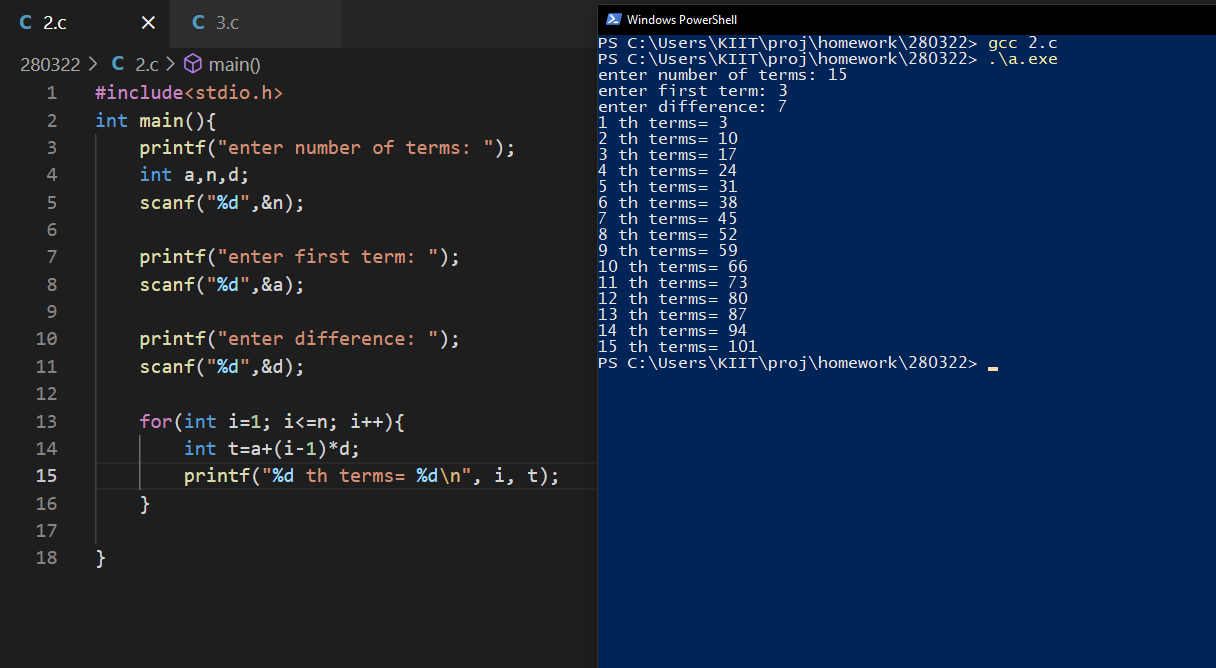 C 2.c × C 3.c
280322 > C 2.c > main()
1 #include<stdio.h>
2 int main(){
3     printf("enter number of terms: ");
4     int a,n,d;
5     scanf("%d",&n);
6
7     printf("enter first term: ");
8     scanf("%d",&a);
9
10     printf("enter difference: ");
11     scanf("%d",&d);
12
13     for(int i=1; i<=n; i++){
14         int t=a+(i-1)*d;
15         printf("%d th terms= %d\n", i, t);
16     }
17
18 }
Windows PowerShell
PS C:\Users\KIIT\proj\homework\280322> gcc 2.c
PS C:\Users\KIIT\proj\homework\280322> .\a.exe
enter number of terms: 15
enter first term: 3
enter difference: 7
1 th terms= 3
2 th terms= 10
3 th terms= 17
4 th terms= 24
5 th terms= 31
6 th terms= 38
7 th terms= 45
8 th terms= 52
9 th terms= 59
10 th terms= 66
11 th terms= 73
12 th terms= 80
13 th terms= 87
14 th terms= 94
15 th terms= 101
PS C:\Users\KIIT\proj\homework\280322>